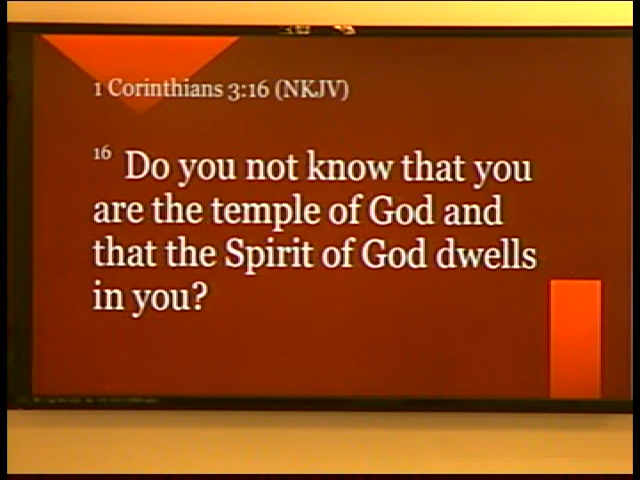 1 Corinthians 3:16 (NKJV)
16 Do you not know that you
are the temple of God and
that the Spirit of God dwells
in you?